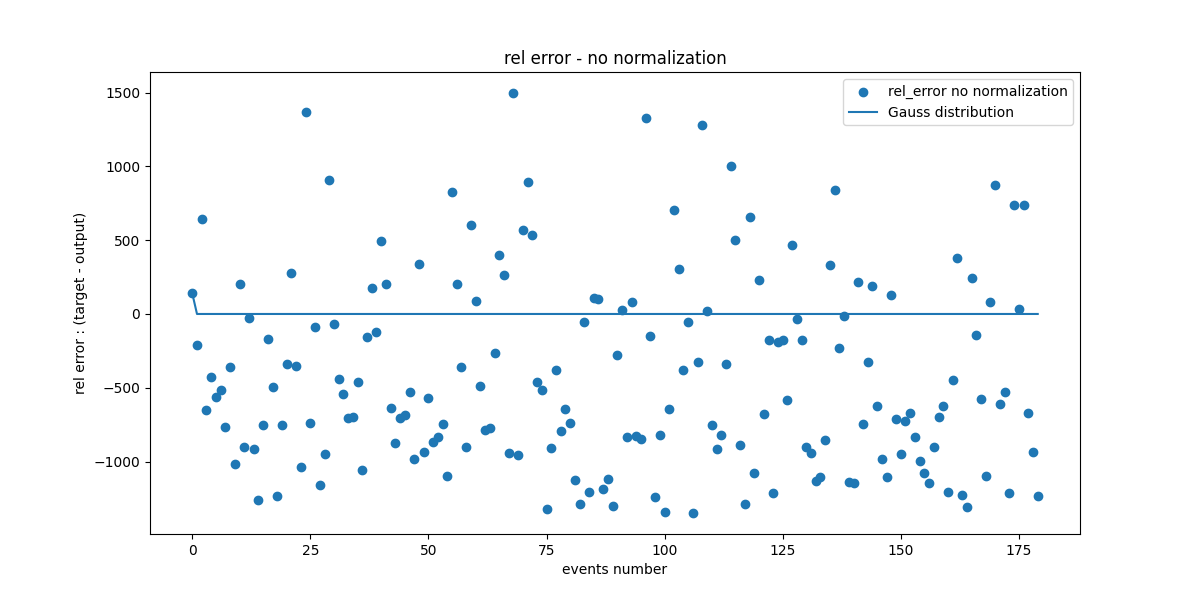 rel error - no normalization
rel_error no normalization
Gauss distribution
1500
1000
500
0
−500
−1000
rel error : (target - output)
0 25 50 75 100 125 150 175
events number